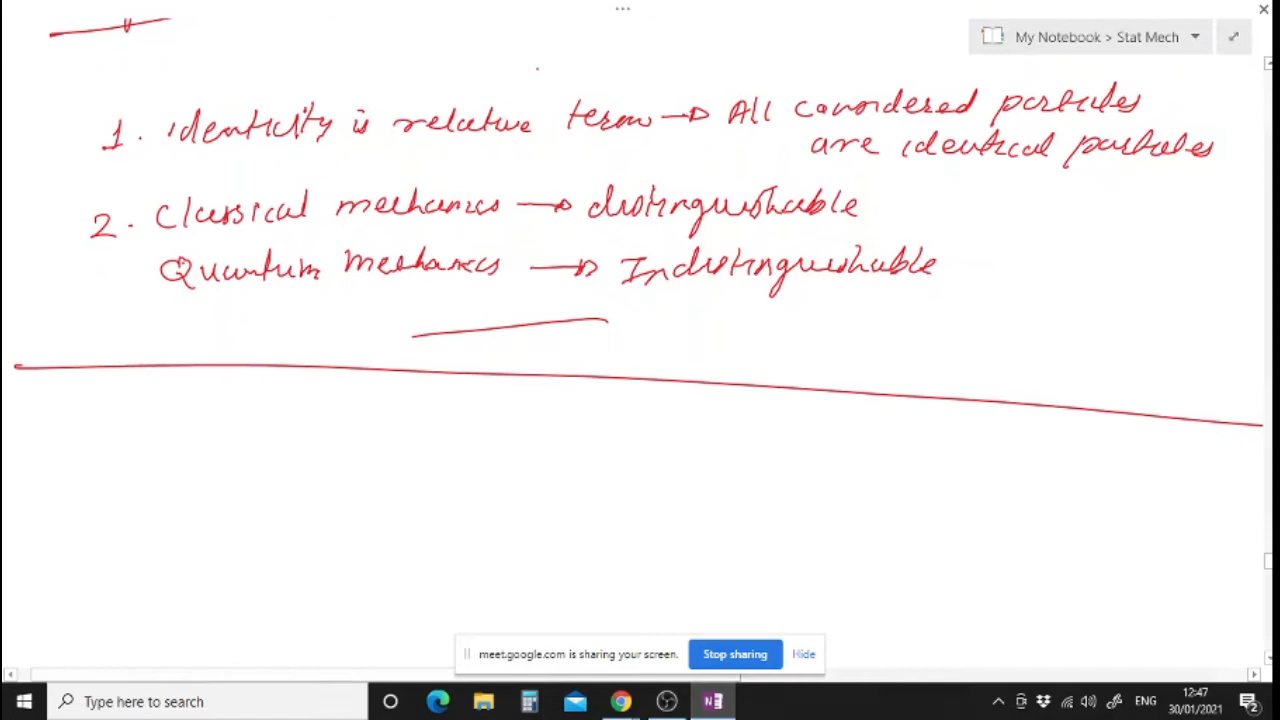 My Notebook > Stat Mech
1. identicity is relative term → All considered particles
are identical particles
2. Classical mechanics → distinguishable
Quantum Mechanics → Indistinguishable
meet.google.com is sharing your screen. Stop sharing Hide
Type here to search
ENG
12:47
30/01/2021
2